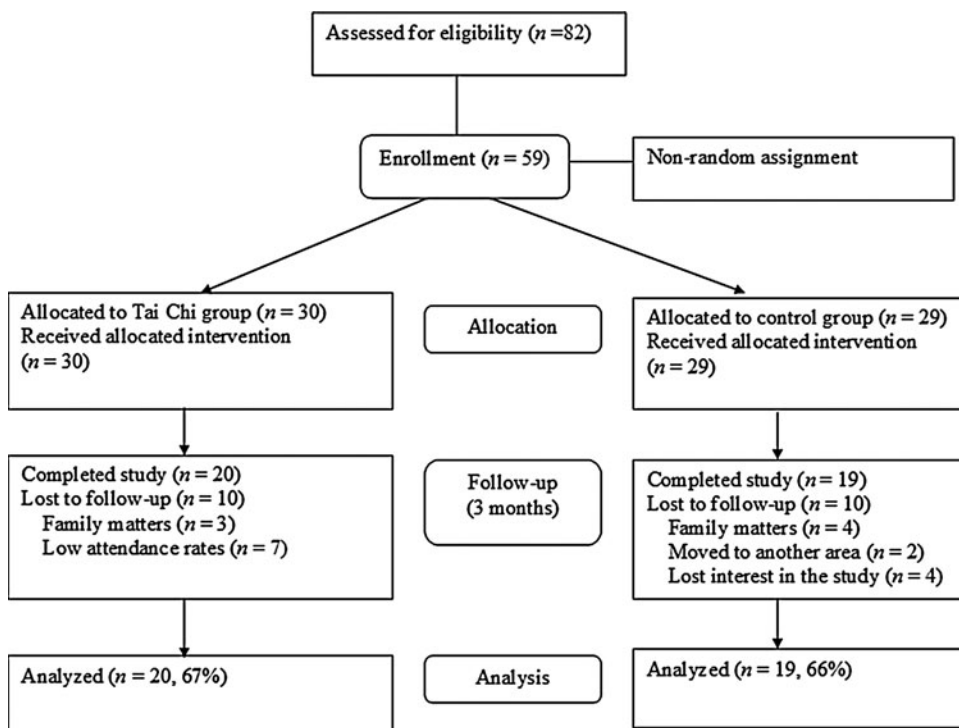 Assessed for eligibility (n =82)
Enrollment (n = 59)
Non-random assignment
Allocated to Tai Chi group (n = 30)
Received allocated intervention
(n = 30)
Allocation
Allocated to control group (n = 29)
Received allocated intervention
(n = 29)
Completed study (n = 20)
Lost to follow-up (n = 10)
Family matters (n = 3)
Low attendance rates (n = 7)
Follow-up
(3 months)
Completed study (n = 19)
Lost to follow-up (n = 10)
Family matters (n = 4)
Moved to another area (n = 2)
Lost interest in the study (n = 4)
Analyzed (n = 20, 67%)
Analysis
Analyzed (n = 19, 66%)